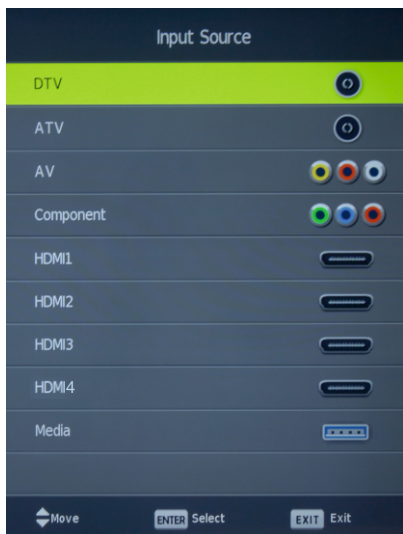 Input Source
DTV
ATV
AV
Component
HDMI1
HDMI2
HDMI3
HDMI4
Media
Move ENTER Select EXIT Exit